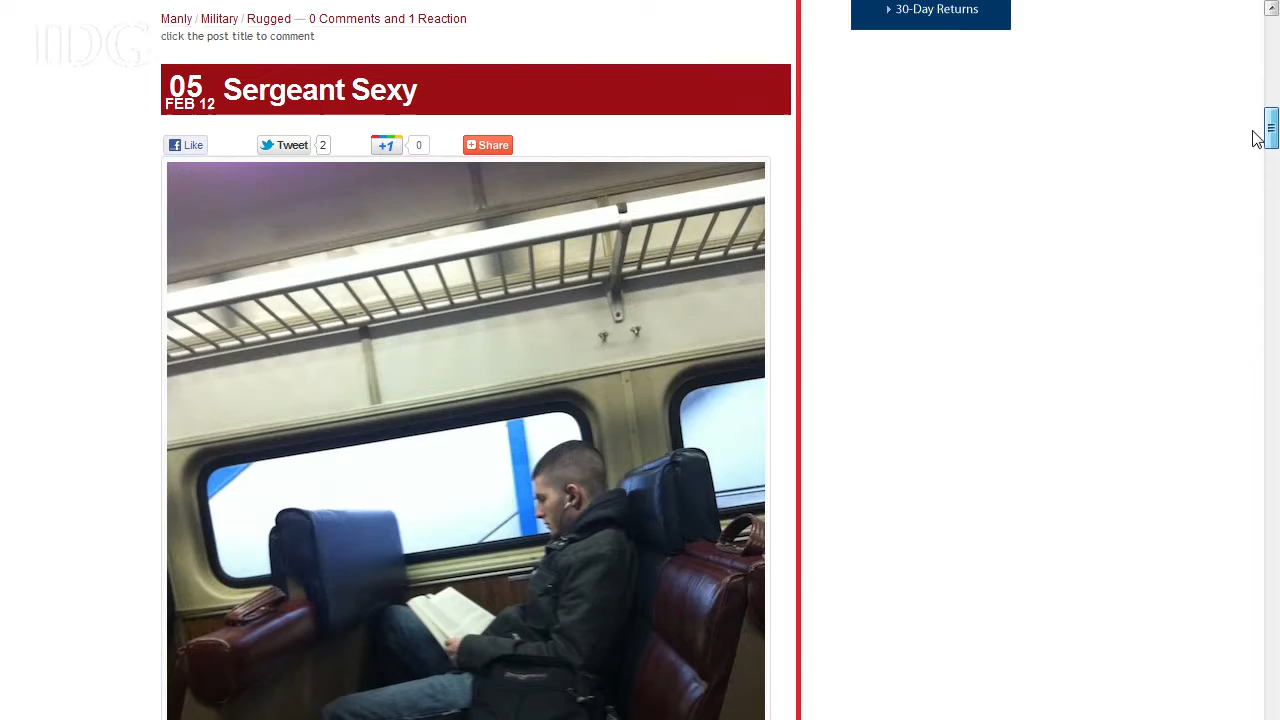 30-Day Returns
Manly / Military / Rugged — 0 Comments and 1 Reaction
click the post title to comment
IDG
05
FEB 12
Sergeant Sexy
Like
Tweet 2
+1 0
Share